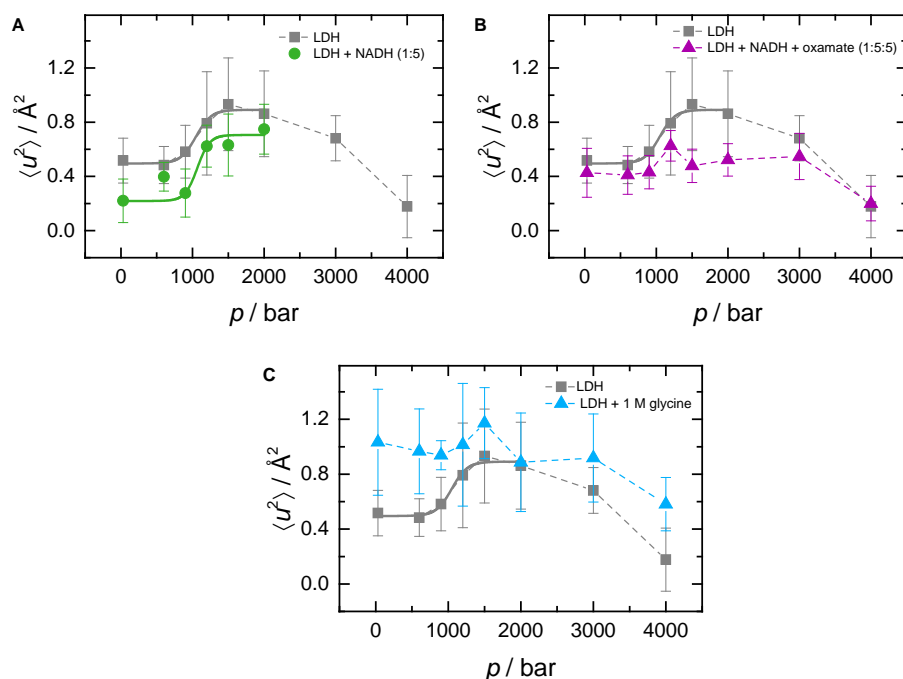 A
LDH
LDH + NADH (1:5)
1.2
0.8
0.4
0.0
⟨u²⟩ / Å²
0 1000 2000 3000 4000
p / bar
B
LDH
LDH + NADH + oxamate (1:5:5)
1.2
0.8
0.4
0.0
⟨u²⟩ / Å²
0 1000 2000 3000 4000
p / bar
C
LDH
LDH + 1 M glycine
1.2
0.8
0.4
0.0
⟨u²⟩ / Å²
0 1000 2000 3000 4000
p / bar